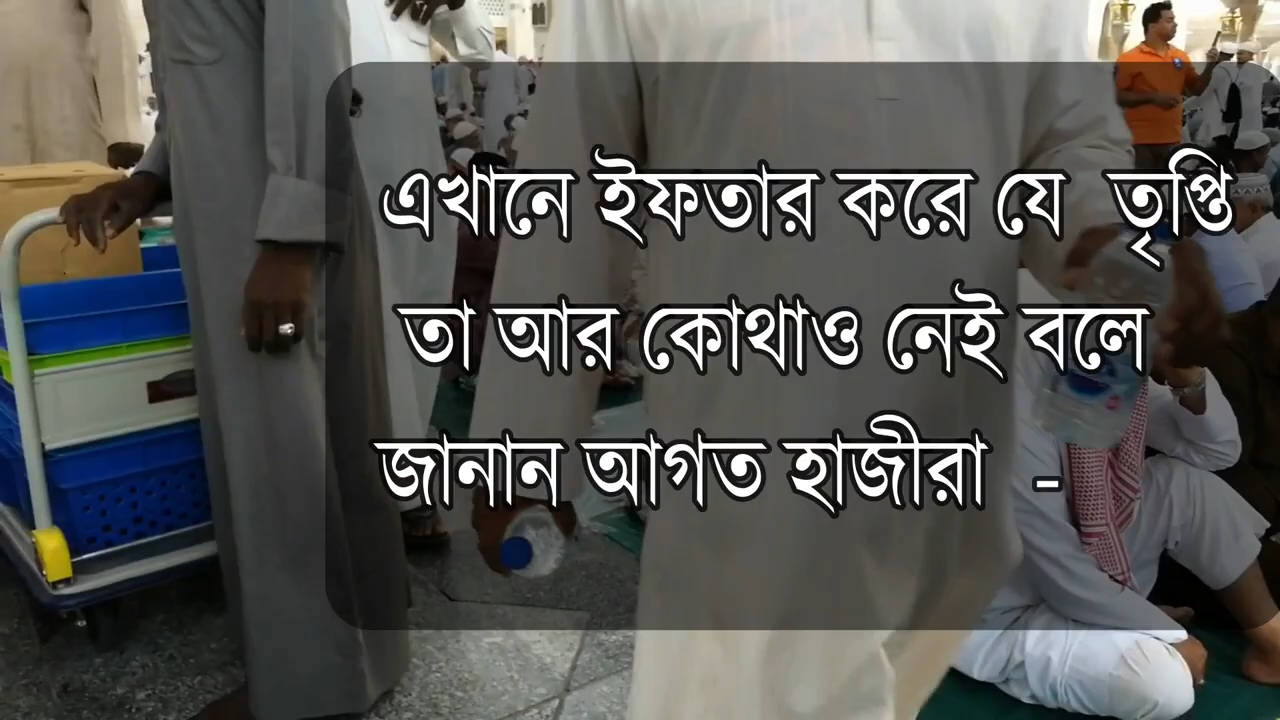 এখানে ইফতার করে যে তৃপ্তি
তা আর কোথাও নেই বলে
জানান আগত হাজীরা -